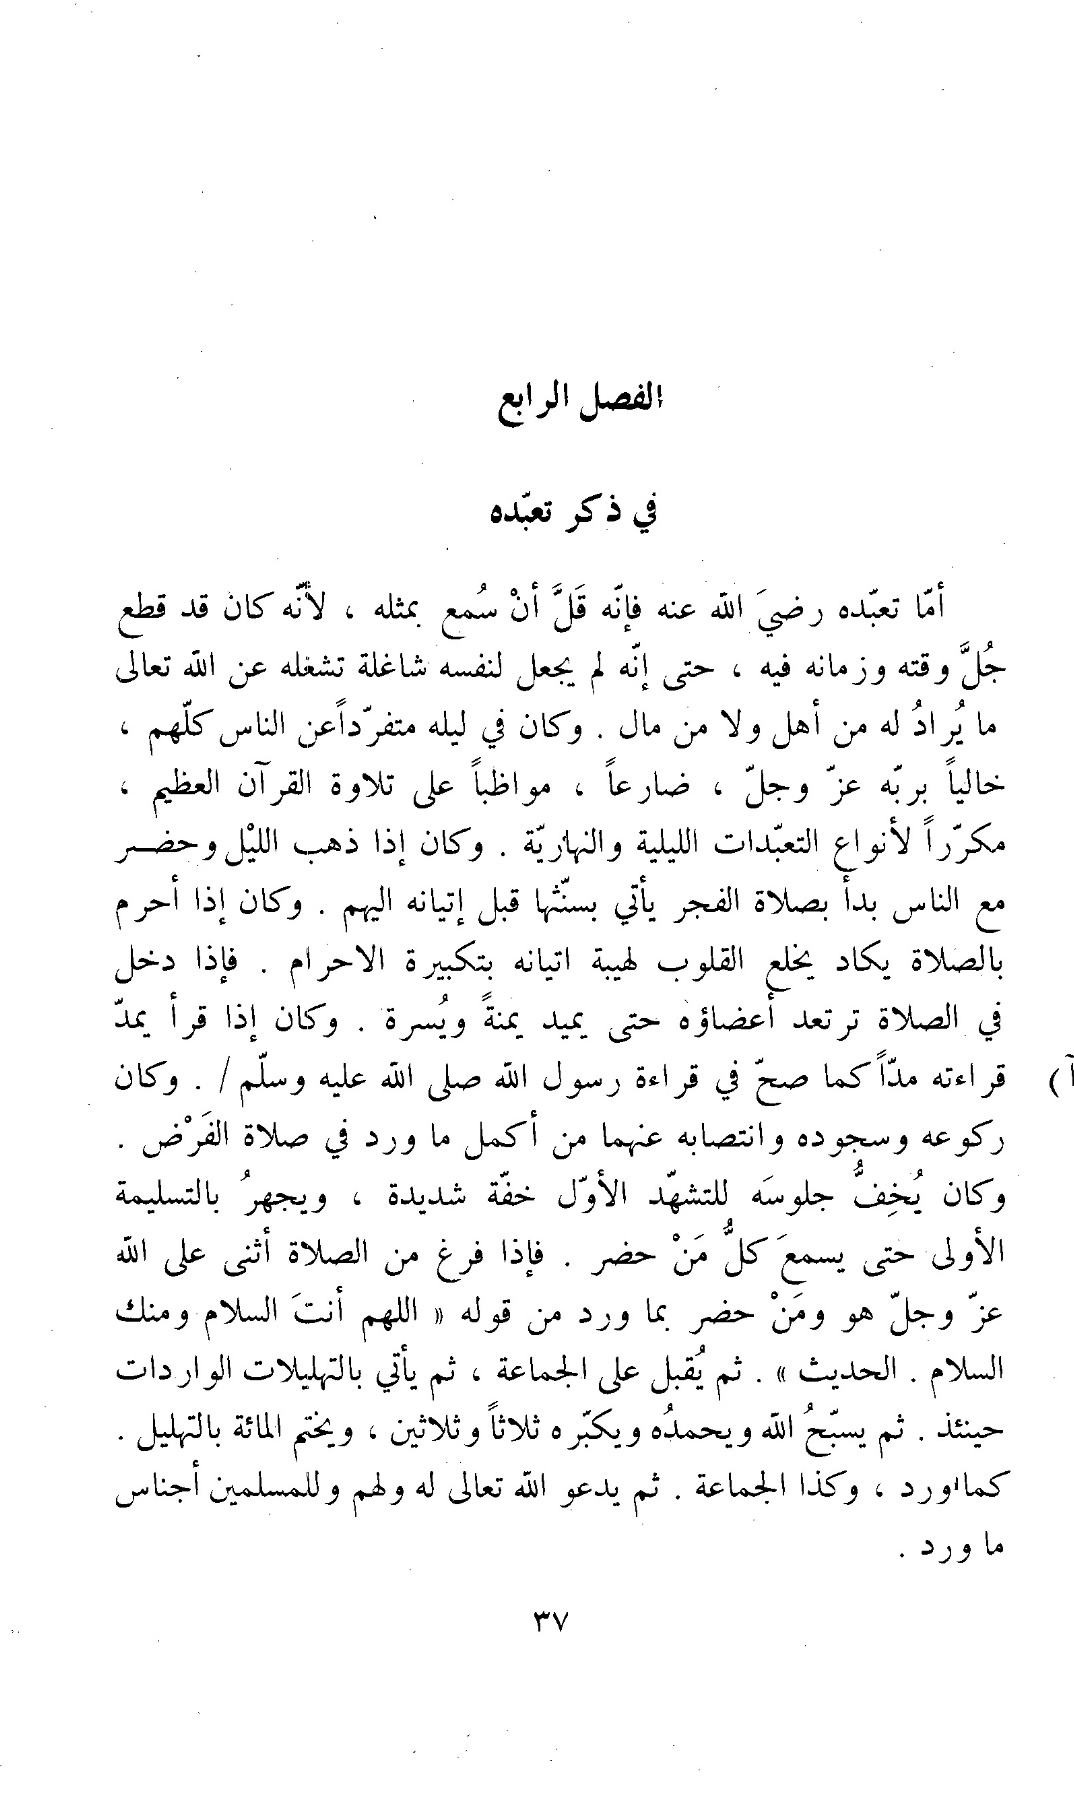 الفصل الرابع
في ذكر تعبّده
أمّا تعبّده رضيَ الله عنه فإنّه قَلَّ أنْ سُمع بمثله ، لأنّه كان قد قطع
جُلَّ وقته وزمانه فيه ، حتى إنّه لم يجعل لنفسه شاغلة تشغله عن الله تعالى
ما يُرادُ له من أهل ولا من مال . وكان في ليله متفرّداً عن الناس كلّهم ،
خالياً بربّه عزّ وجلّ ، ضارعاً ، مواظباً على تلاوة القرآن العظيم ،
مكرّراً لأنواع التعبّدات الليلية والنهاريّة . وكان إذا ذهب الليْل وحضر
مع الناس بدأ بصلاة الفجر يأتي بسنّتها قبل إتيانه اليهم . وكان إذا أحرم
بالصلاة يكاد يخلع القلوب لهيبة اتيانه بتكبيرة الاحرام . فإذا دخل
في الصلاة ترتعد أعضاؤه حتى يميد يمنةً ويُسرة . وكان إذا قرأ يمدّ
قراءته مدّاً كما صحّ في قراءة رسول الله صلى الله عليه وسلّم / . وكان آ)
ركوعه وسجوده وانتصابه عنهما من أكمل ما ورد في صلاة الفَرْض .
وكان يُخِفُّ جلوسَه للتشهّد الأوّل خفّة شديدة ، ويجهرُ بالتسليمة
الأولى حتى يسمعَ كلُّ مَنْ حضر . فإذا فرغ من الصلاة أثنى على الله
عزّ وجلّ هو ومَنْ حضر بما ورد من قوله « اللهم أنتَ السلام ومنك
السلام . الحديث » . ثم يُقبل على الجماعة ، ثم يأتي بالتهليلات الواردات
حينئذ . ثم يسبّحُ الله ويحمدُه ويكبّره ثلاثاً وثلاثين ، ويختم المائة بالتهليل .
كما ورد ، وكذا الجماعة . ثم يدعو الله تعالى له ولهم وللمسلمين أجناس
ما ورد .
٣٧